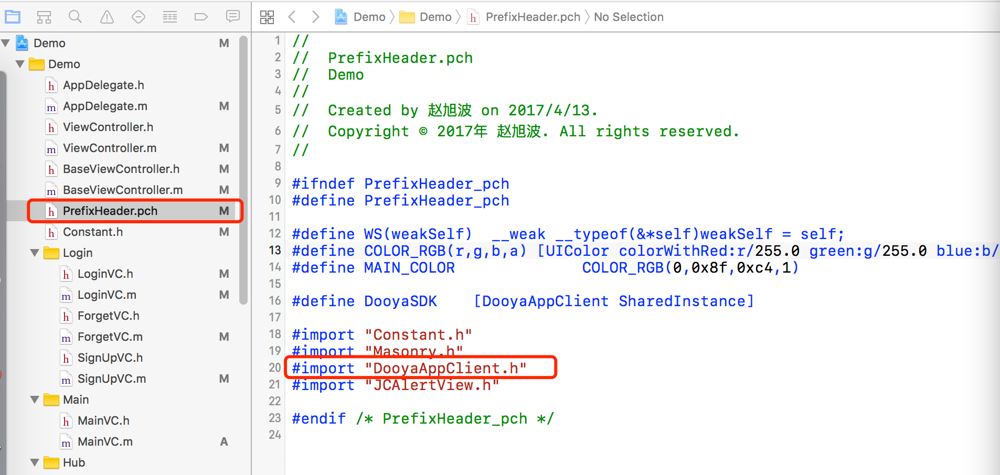 Demo Demo PrefixHeader.pch No Selection
Demo M
Demo
h AppDelegate.h
m AppDelegate.m M
h ViewController.h
m ViewController.m M
h BaseViewController.h M
m BaseViewController.m M
h PrefixHeader.pch M
h Constant.h M
Login
h LoginVC.h M
m LoginVC.m M
h ForgetVC.h
m ForgetVC.m M
h SignUpVC.h
m SignUpVC.m M
Main
h MainVC.h
m MainVC.m A
Hub
1 //
2 //  PrefixHeader.pch
3 //  Demo
4 //
5 //  Created by 赵旭波 on 2017/4/13.
6 //  Copyright © 2017年 赵旭波. All rights reserved.
7 //
8
9 #ifndef PrefixHeader_pch
10 #define PrefixHeader_pch
11
12 #define WS(weakSelf)  __weak __typeof(&*self)weakSelf = self;
13 #define COLOR_RGB(r,g,b,a) [UIColor colorWithRed:r/255.0 green:g/255.0 blue:b/
14 #define MAIN_COLOR              COLOR_RGB(0,0x8f,0xc4,1)
15
16 #define DooyaSDK    [DooyaAppClient SharedInstance]
17
18 #import "Constant.h"
19 #import "Masonry.h"
20 #import "DooyaAppClient.h"
21 #import "JCAlertView.h"
22
23 #endif /* PrefixHeader_pch */
24